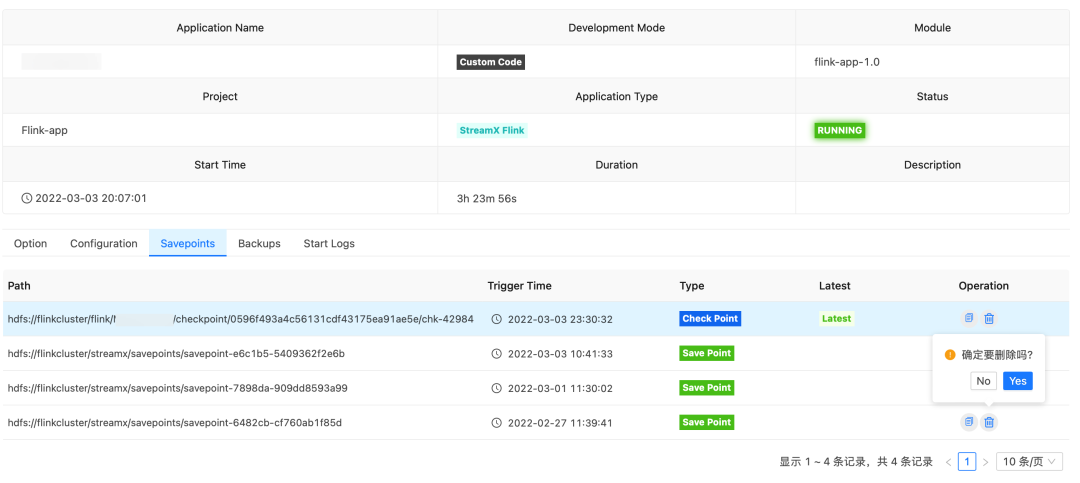 Application Name Development Mode Module
Custom Code flink-app-1.0
Project Application Type Status
Flink-app StreamX Flink RUNNING
Start Time Duration Description
2022-03-03 20:07:01 3h 23m 56s
Option Configuration Savepoints Backups Start Logs
Path Trigger Time Type Latest Operation
hdfs://flinkcluster/flink/ /checkpoint/0596f493a4c56131cdf43175ea91ae5e/chk-42984 2022-03-03 23:30:32 Check Point Latest
hdfs://flinkcluster/streamx/savepoints/savepoint-e6c1b5-5409362f2e6b 2022-03-03 10:41:33 Save Point
确定要删除吗?
No Yes
hdfs://flinkcluster/streamx/savepoints/savepoint-7898da-909dd8593a99 2022-03-01 11:30:02 Save Point
hdfs://flinkcluster/streamx/savepoints/savepoint-6482cb-cf760ab1f85d 2022-02-27 11:39:41 Save Point
显示 1 ~ 4 条记录，共 4 条记录 < 1 > 10 条/页